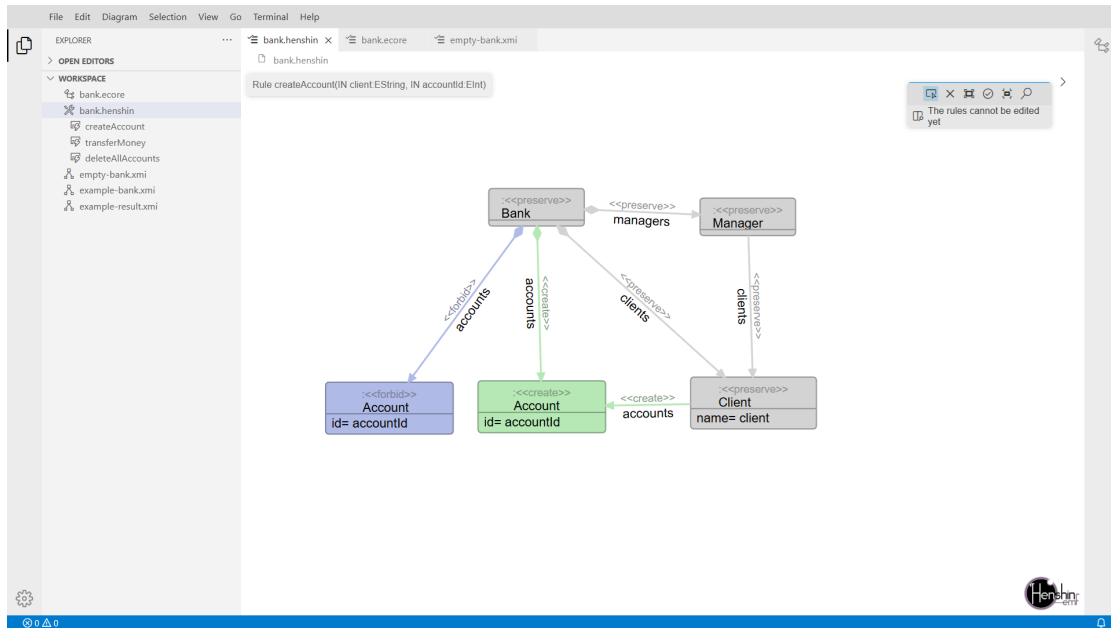 File Edit Diagram Selection View Go Terminal Help
EXPLORER
OPEN EDITORS
WORKSPACE
bank.ecore
bank.henshin
createAccount
transferMoney
deleteAllAccounts
empty-bank.xmi
example-bank.xmi
example-result.xmi
bank.henshin bank.ecore empty-bank.xmi
bank.henshin
Rule createAccount(IN client:EString, IN accountId:EInt)
The rules cannot be edited
yet
:<<preserve>>
Bank
<<preserve>>
managers
:<<preserve>>
Manager
<<forbid>>
accounts
<<create>>
accounts
<<preserve>>
clients
<<preserve>>
clients
:<<forbid>>
Account
id= accountId
:<<create>>
Account
id= accountId
<<create>>
accounts
:<<preserve>>
Client
name= client
Henshin
emf
0 0